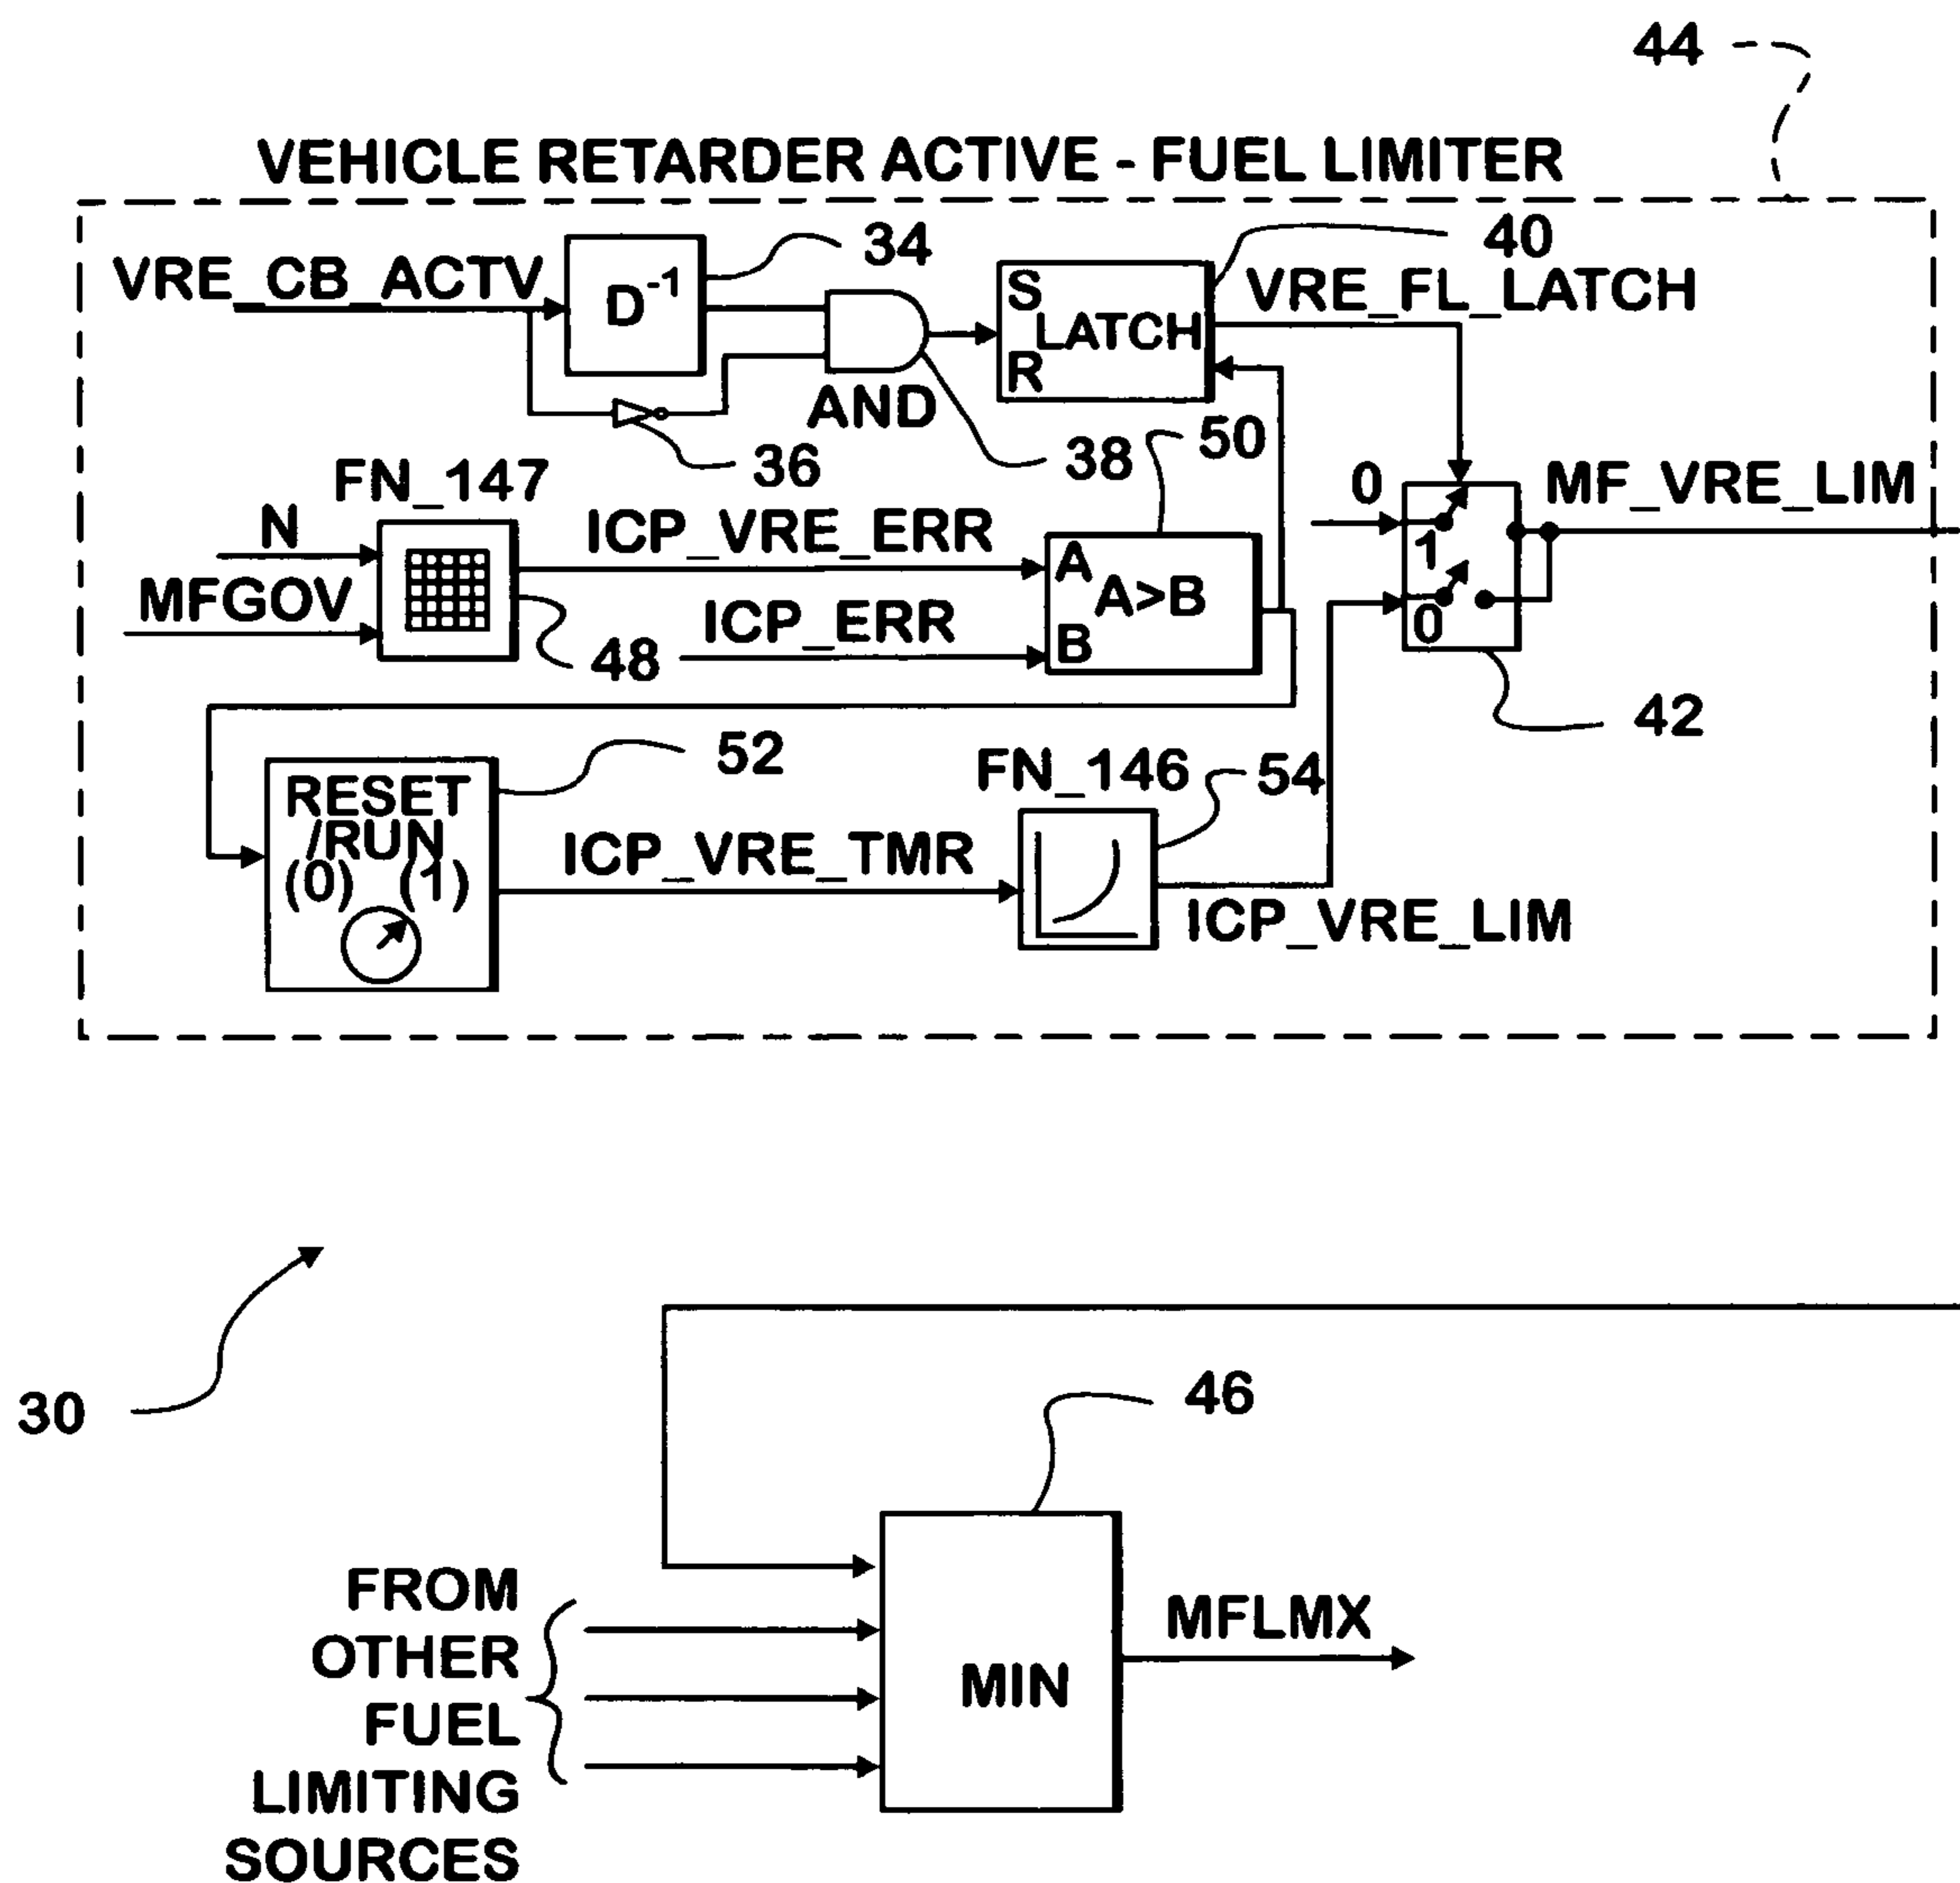 44
VEHICLE RETARDER ACTIVE - FUEL LIMITER
VRE_CB_ACTV
D-1
34
S
LATCH
R
40
VRE_FL_LATCH
AND
36
38
50
FN_147
N
MFGOV
48
ICP_VRE_ERR
ICP_ERR
A
A>B
B
0
1
0
MF_VRE_LIM
42
RESET
/RUN
(0) (1)
52
ICP_VRE_TMR
FN_146
54
ICP_VRE_LIM
30
46
FROM
OTHER
FUEL
LIMITING
SOURCES
MIN
MFLMX